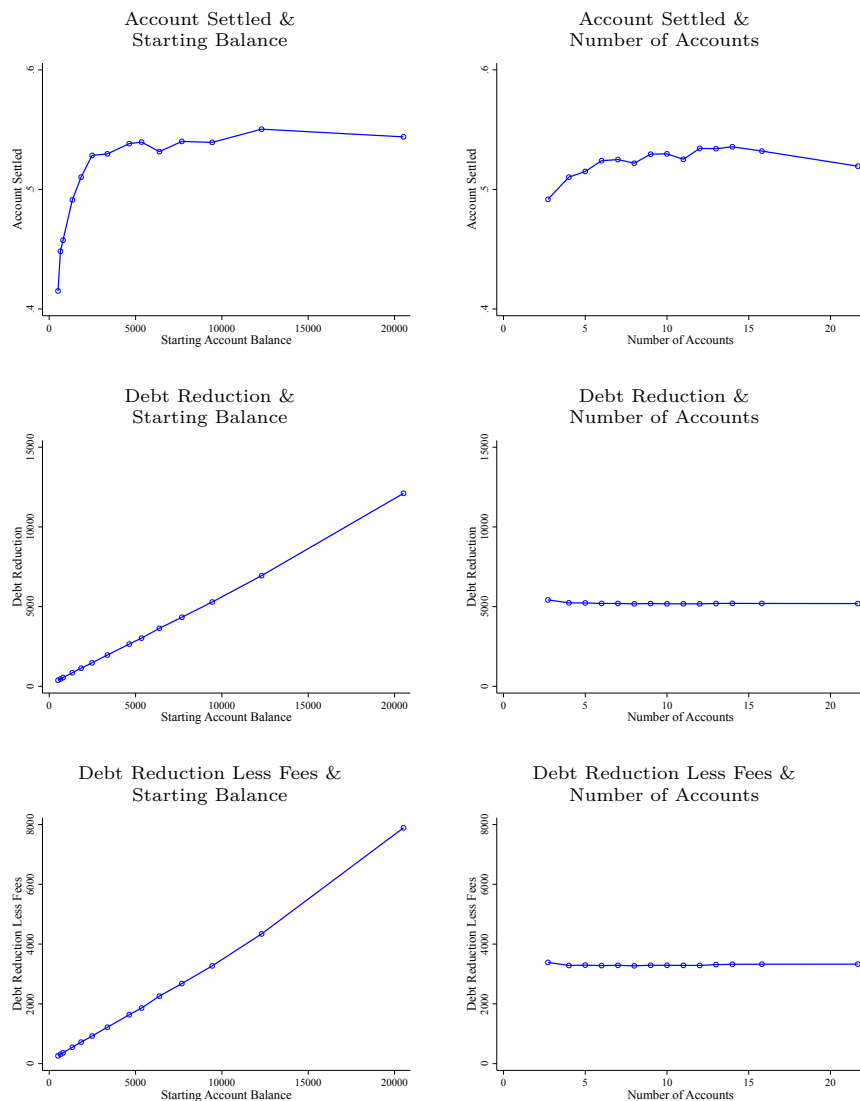 Account Settled &
Starting Balance
.6
.5
.4
Account Settled
0 5000 10000 15000 20000
Starting Account Balance
Account Settled &
Number of Accounts
.6
.5
.4
Account Settled
0 5 10 15 20
Number of Accounts
Debt Reduction &
Starting Balance
15000
10000
5000
0
Debt Reduction
0 5000 10000 15000 20000
Starting Account Balance
Debt Reduction &
Number of Accounts
15000
10000
5000
0
Debt Reduction
0 5 10 15 20
Number of Accounts
Debt Reduction Less Fees &
Starting Balance
8000
6000
4000
2000
0
Debt Reduction Less Fees
0 5000 10000 15000 20000
Starting Account Balance
Debt Reduction Less Fees &
Number of Accounts
8000
6000
4000
2000
0
Debt Reduction Less Fees
0 5 10 15 20
Number of Accounts